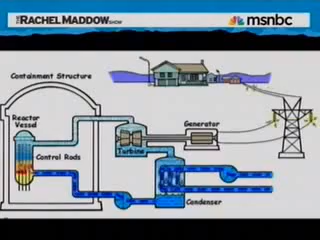 THE
RACHEL MADDOW
SHOW
msnbc
Containment Structure
Reactor
Vessel
Control Rods
Turbine
Generator
Condenser